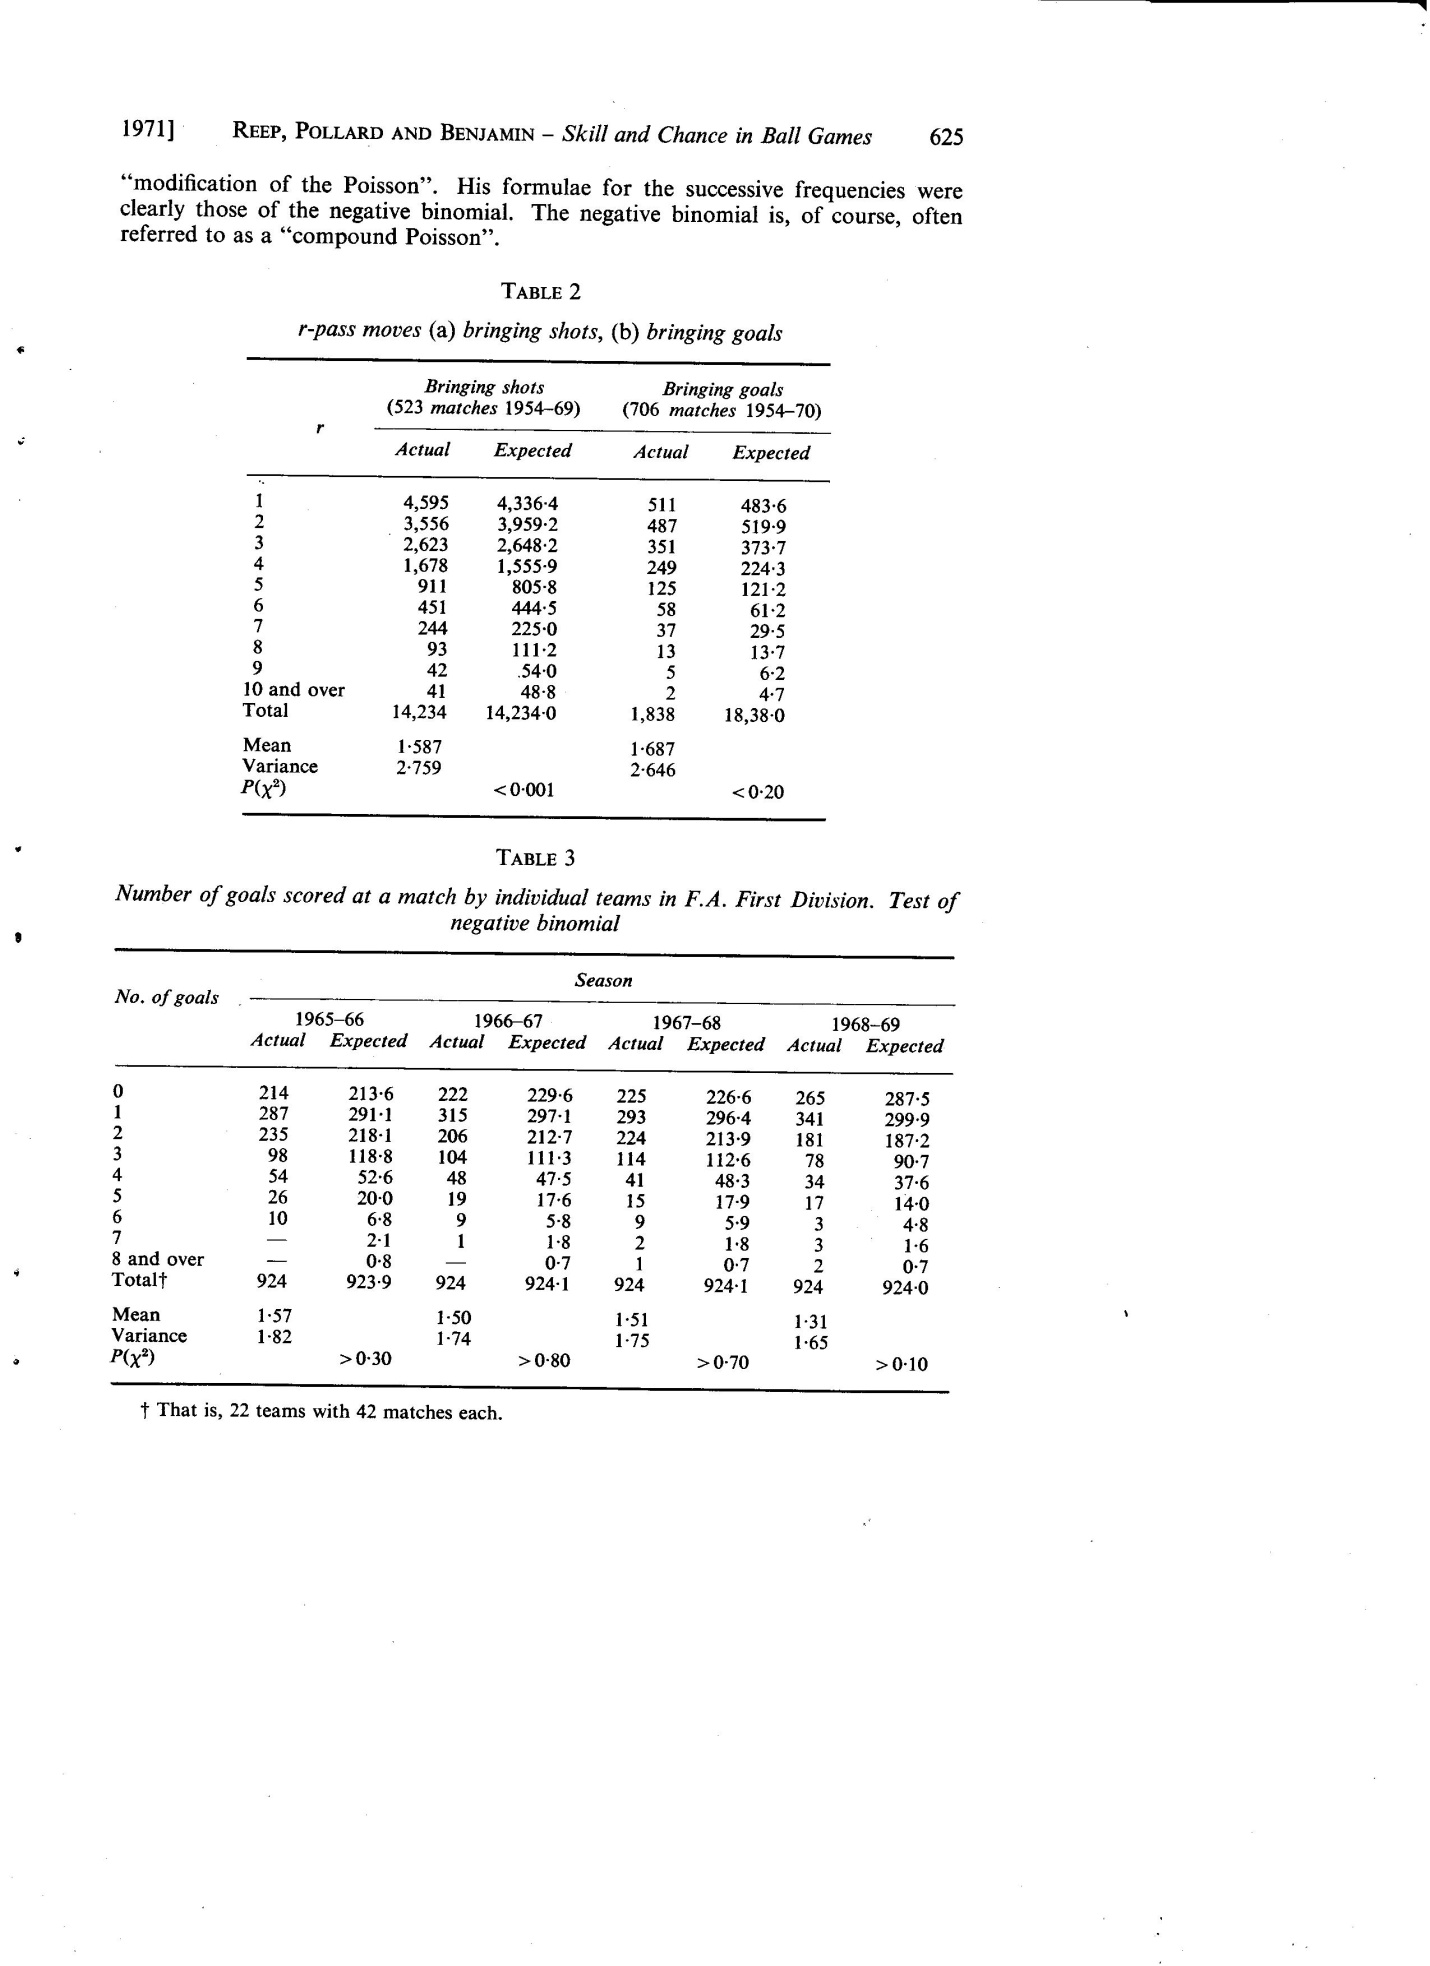 1971] REEP, POLLARD AND BENJAMIN – Skill and Chance in Ball Games 625
“modification of the Poisson”. His formulae for the successive frequencies were
clearly those of the negative binomial. The negative binomial is, of course, often
referred to as a “compound Poisson”.
TABLE 2
r-pass moves (a) bringing shots, (b) bringing goals
Bringing shots Bringing goals
(523 matches 1954–69) (706 matches 1954–70)
r
Actual Expected Actual Expected
1 4,595 4,336·4 511 483·6
2 3,556 3,959·2 487 519·9
3 2,623 2,648·2 351 373·7
4 1,678 1,555·9 249 224·3
5 911 805·8 125 121·2
6 451 444·5 58 61·2
7 244 225·0 37 29·5
8 93 111·2 13 13·7
9 42 54·0 5 6·2
10 and over 41 48·8 2 4·7
Total 14,234 14,234·0 1,838 18,38·0
Mean 1·587 1·687
Variance 2·759 2·646
P(χ²) <0·001 <0·20
TABLE 3
Number of goals scored at a match by individual teams in F.A. First Division. Test of
negative binomial
Season
No. of goals
1965–66 1966–67 1967–68 1968–69
Actual Expected Actual Expected Actual Expected Actual Expected
0 214 213·6 222 229·6 225 226·6 265 287·5
1 287 291·1 315 297·1 293 296·4 341 299·9
2 235 218·1 206 212·7 224 213·9 181 187·2
3 98 118·8 104 111·3 114 112·6 78 90·7
4 54 52·6 48 47·5 41 48·3 34 37·6
5 26 20·0 19 17·6 15 17·9 17 14·0
6 10 6·8 9 5·8 9 5·9 3 4·8
7 — 2·1 1 1·8 2 1·8 3 1·6
8 and over — 0·8 — 0·7 1 0·7 2 0·7
Total† 924 923·9 924 924·1 924 924·1 924 924·0
Mean 1·57 1·50 1·51 1·31
Variance 1·82 1·74 1·75 1·65
P(χ²) >0·30 >0·80 >0·70 >0·10
† That is, 22 teams with 42 matches each.